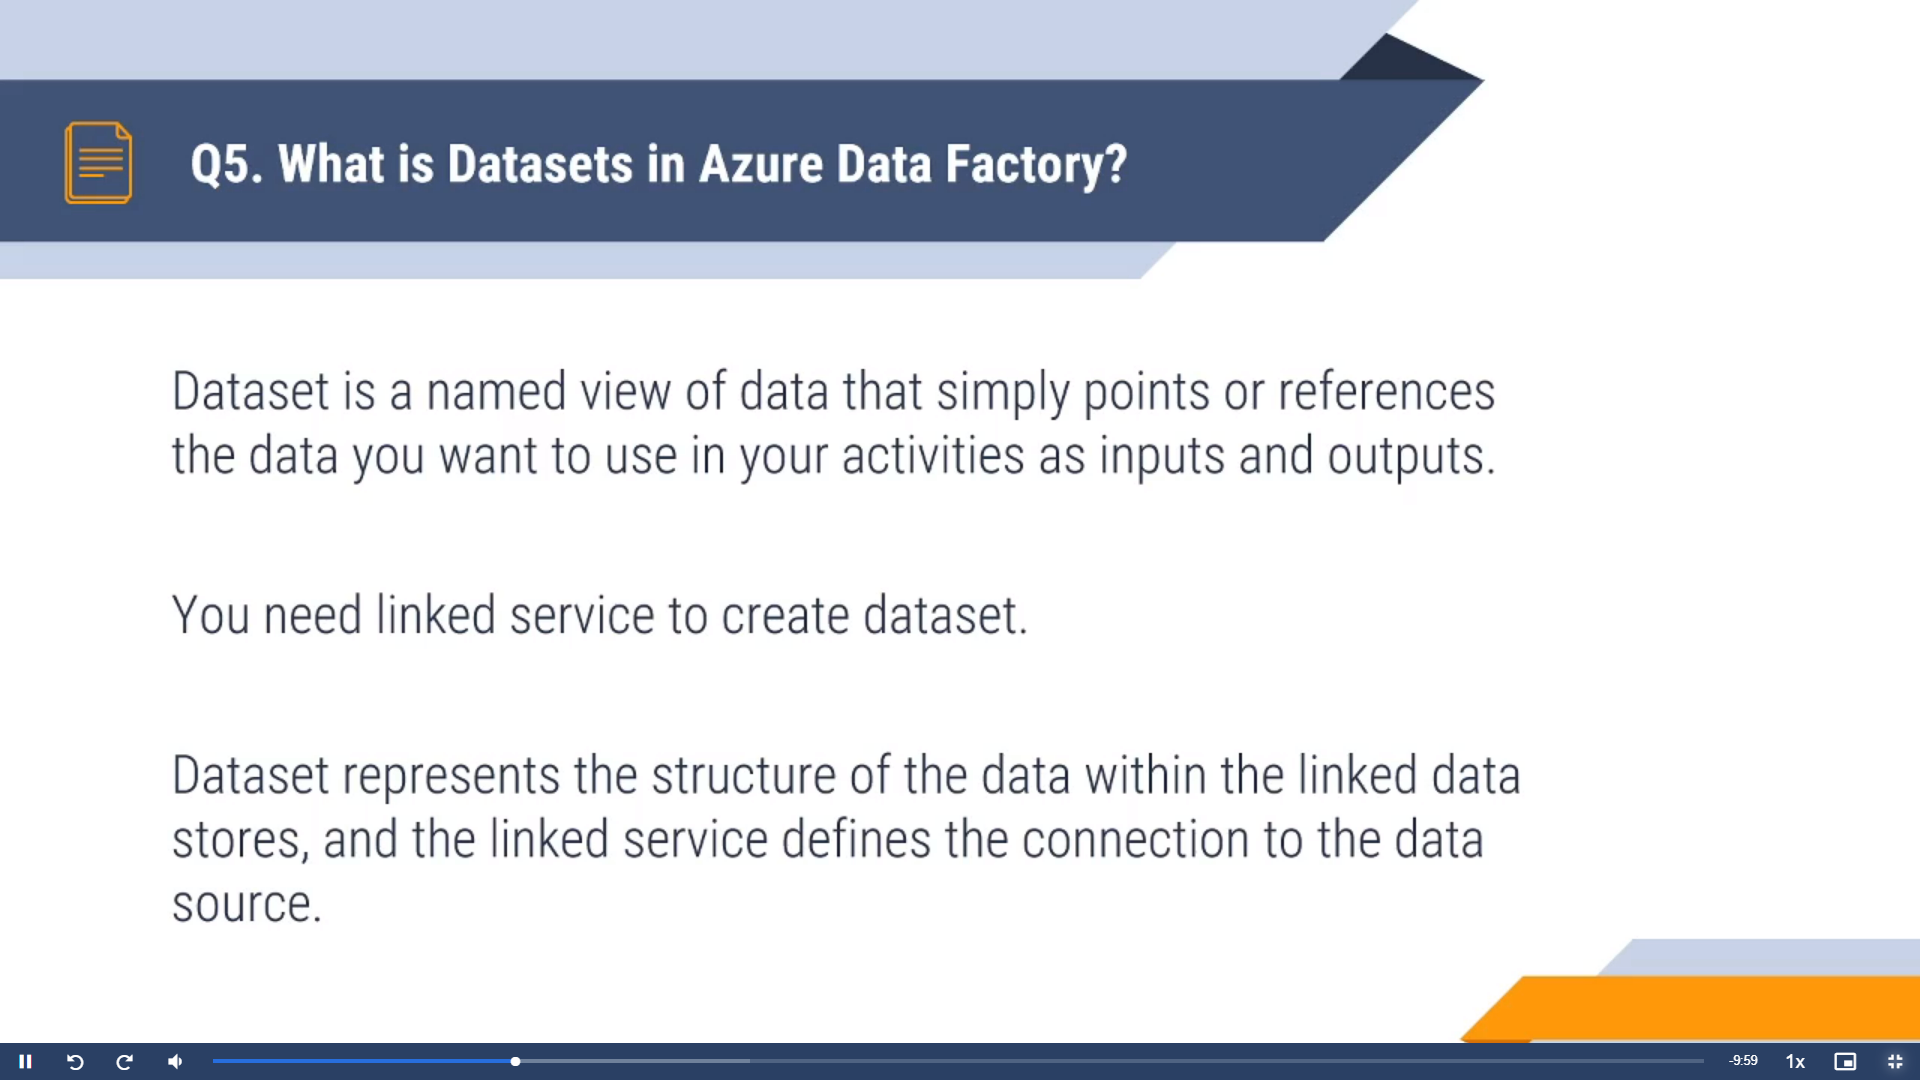 Q5. What is Datasets in Azure Data Factory?
Dataset is a named view of data that simply points or references
the data you want to use in your activities as inputs and outputs.
You need linked service to create dataset.
Dataset represents the structure of the data within the linked data
stores, and the linked service defines the connection to the data
source.
-9:59 1x